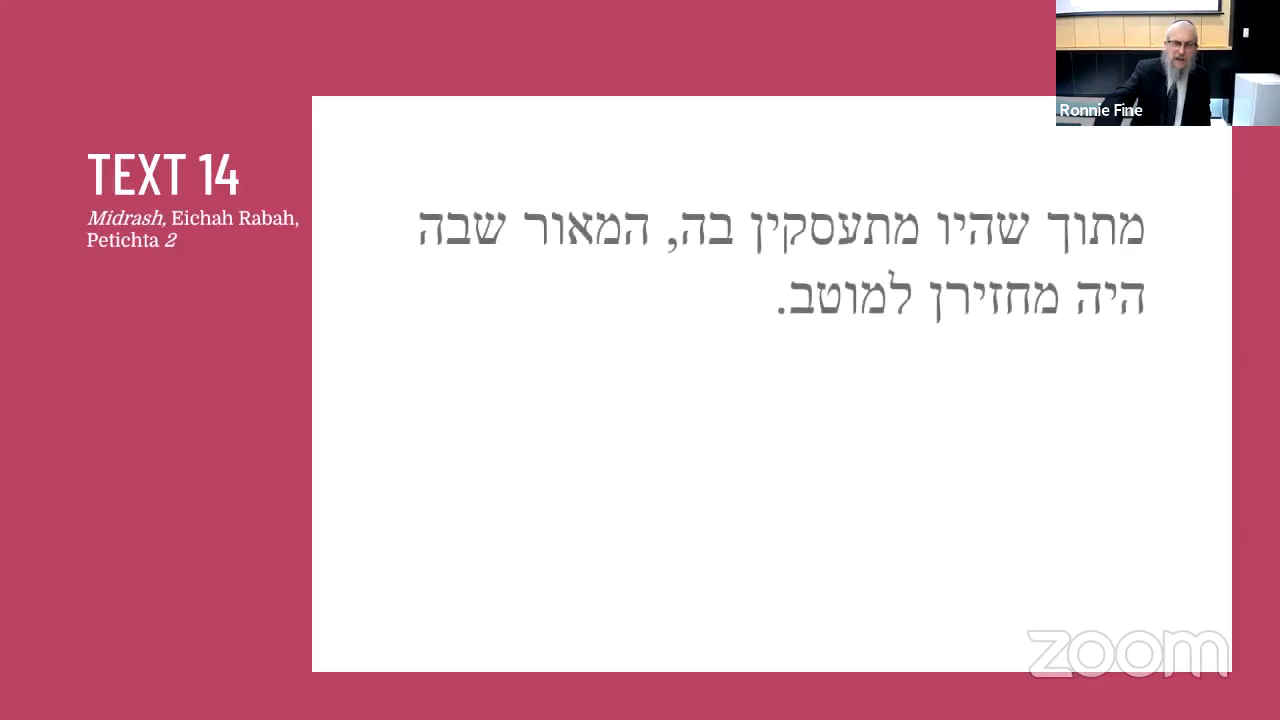 Ronnie Fine
TEXT 14
Midrash, Eichah Rabah,
Petichta 2
מתוך שהיו מתעסקין בה, המאור שבה
היה מחזירן למוטב.
zoom